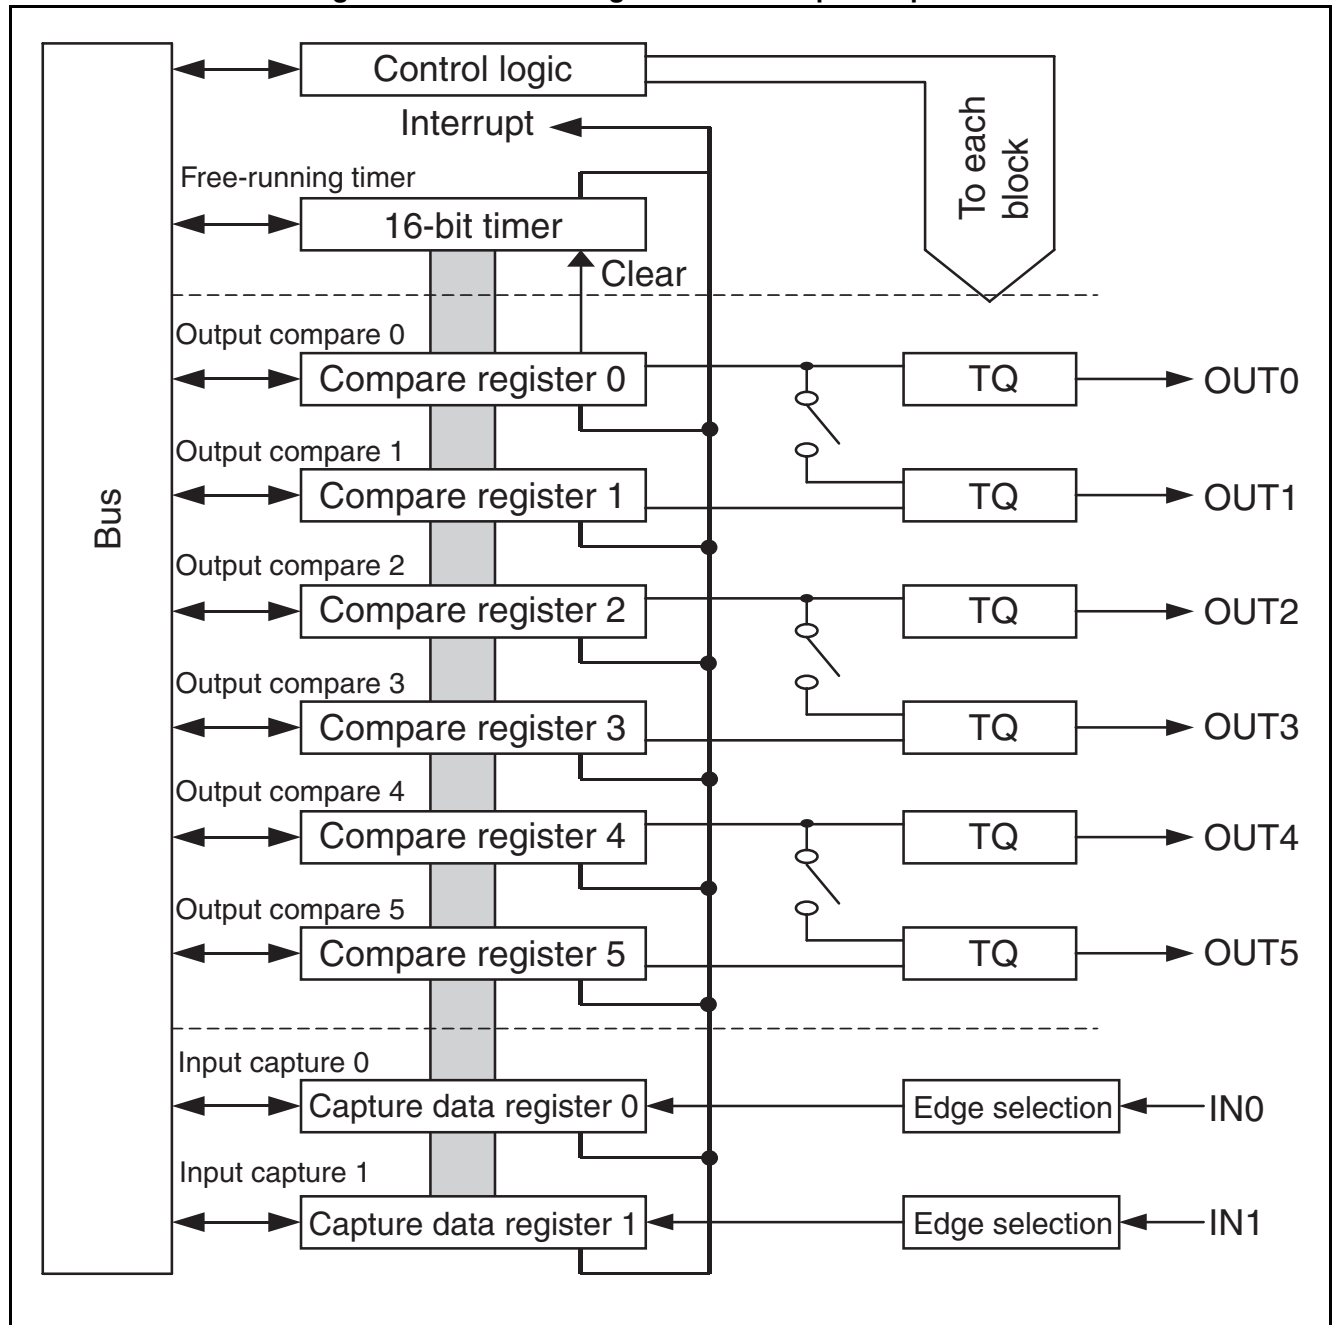 Control logic
Interrupt
To each
block
Free-running timer
16-bit timer
Clear
Bus
Output compare 0
Compare register 0
TQ
OUT0
Output compare 1
Compare register 1
TQ
OUT1
Output compare 2
Compare register 2
TQ
OUT2
Output compare 3
Compare register 3
TQ
OUT3
Output compare 4
Compare register 4
TQ
OUT4
Output compare 5
Compare register 5
TQ
OUT5
Input capture 0
Capture data register 0
Edge selection
IN0
Input capture 1
Capture data register 1
Edge selection
IN1